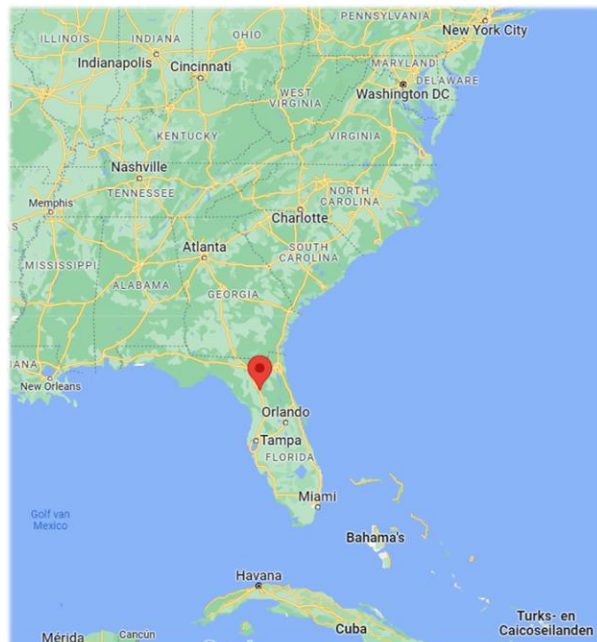 PENNSYLVANIA
New York City
ILLINOIS
INDIANA
OHIO
Indianapolis
Cincinnati
MARYLAND
DELAWARE
Washington DC
WEST
VIRGINIA
KENTUCKY
VIRGINIA
Nashville
TENNESSEE
Memphis
NORTH
CAROLINA
Charlotte
Atlanta
SOUTH
CAROLINA
MISSISSIPPI
ALABAMA
GEORGIA
New Orleans
Orlando
Tampa
FLORIDA
Miami
Golf van
Mexico
Bahama's
Havana
Cuba
Turks- en
Caicoseilanden
Mérida
Cancún